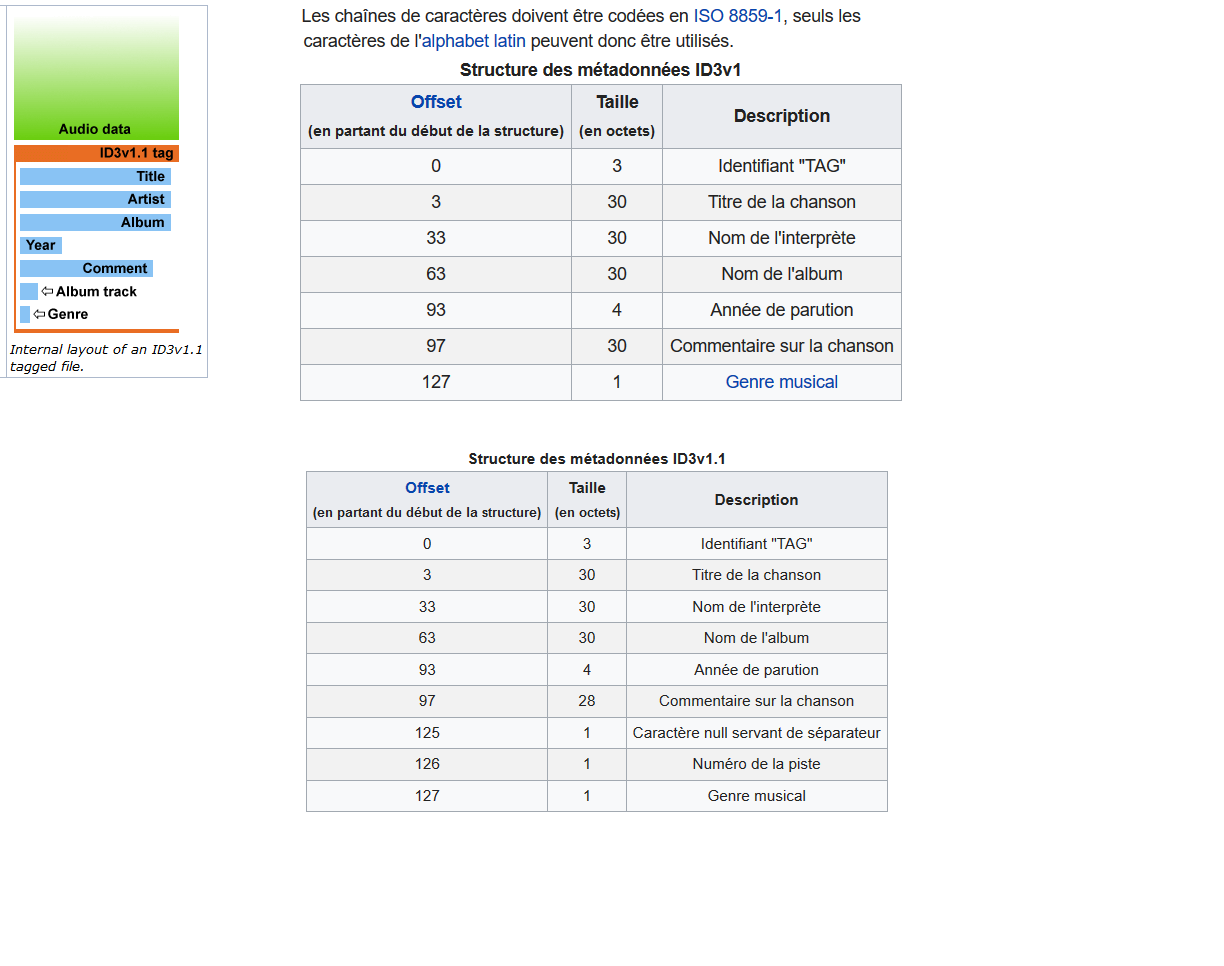 Audio data
ID3v1.1 tag
Title
Artist
Album
Year
Comment
⇦Album track
⇦Genre
Internal layout of an ID3v1.1
tagged file.
Les chaînes de caractères doivent être codées en ISO 8859-1, seuls les
caractères de l'alphabet latin peuvent donc être utilisés.
Structure des métadonnées ID3v1
Offset Taille Description
(en partant du début de la structure) (en octets)
0 3 Identifiant "TAG"
3 30 Titre de la chanson
33 30 Nom de l'interprète
63 30 Nom de l'album
93 4 Année de parution
97 30 Commentaire sur la chanson
127 1 Genre musical
Structure des métadonnées ID3v1.1
Offset Taille Description
(en partant du début de la structure) (en octets)
0 3 Identifiant "TAG"
3 30 Titre de la chanson
33 30 Nom de l'interprète
63 30 Nom de l'album
93 4 Année de parution
97 28 Commentaire sur la chanson
125 1 Caractère null servant de séparateur
126 1 Numéro de la piste
127 1 Genre musical